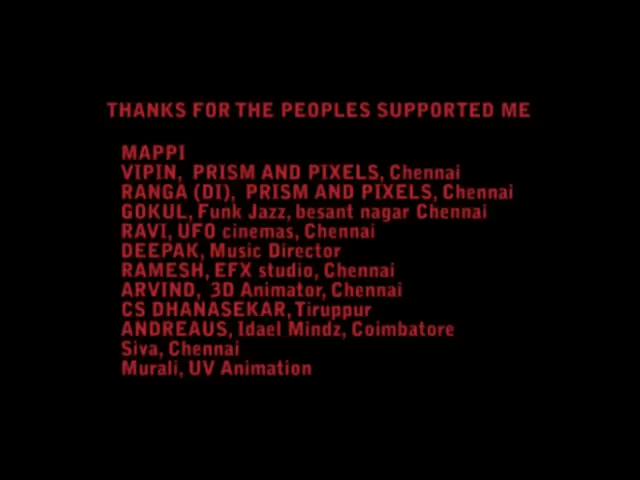 THANKS FOR THE PEOPLES SUPPORTED ME
MAPPI
VIPIN, PRISM AND PIXELS, Chennai
RANGA (DI), PRISM AND PIXELS, Chennai
GOKUL, Funk Jazz, besant nagar Chennai
RAVI, UFO cinemas, Chennai
DEEPAK, Music Director
RAMESH, EFX studio, Chennai
ARVIND, 3D Animator, Chennai
CS DHANASEKAR, Tiruppur
ANDREAUS, Idael Mindz, Coimbatore
Siva, Chennai
Murali, UV Animation